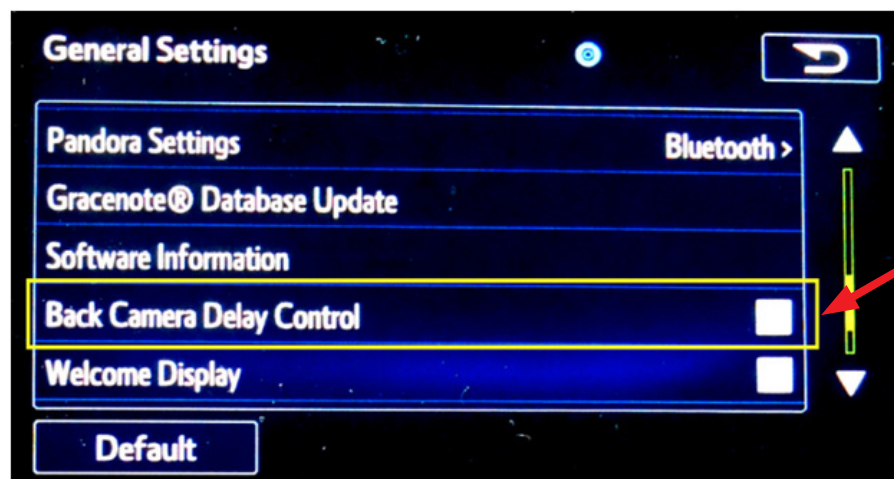 General Settings
Pandora Settings
Bluetooth >
Gracenote® Database Update
Software Information
Back Camera Delay Control
Welcome Display
Default